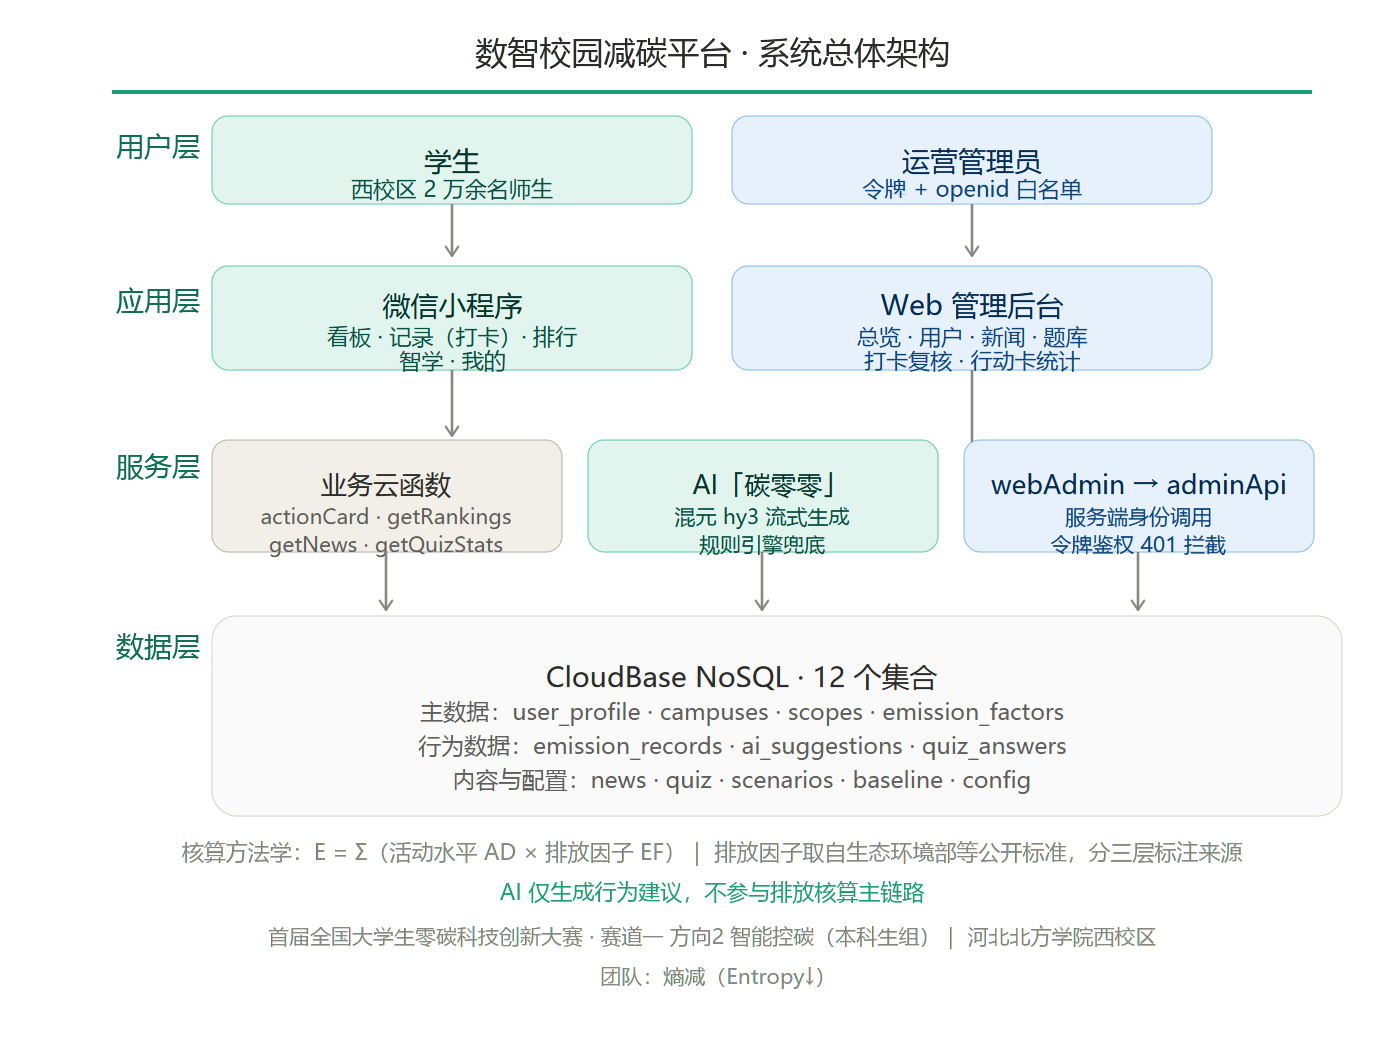 数智校园减碳平台 · 系统总体架构
用户层
学生
西校区 2 万余名师生
运营管理员
令牌 + openid 白名单
应用层
微信小程序
看板 · 记录（打卡）· 排行
智学 · 我的
Web 管理后台
总览 · 用户 · 新闻 · 题库
打卡复核 · 行动卡统计
服务层
业务云函数
actionCard · getRankings
getNews · getQuizStats
AI「碳零零」
混元 hy3 流式生成
规则引擎兜底
webAdmin → adminApi
服务端身份调用
令牌鉴权 401 拦截
数据层
CloudBase NoSQL · 12 个集合
主数据：user_profile · campuses · scopes · emission_factors
行为数据：emission_records · ai_suggestions · quiz_answers
内容与配置：news · quiz · scenarios · baseline · config
核算方法学：E = Σ（活动水平 AD × 排放因子 EF）｜ 排放因子取自生态环境部等公开标准，分三层标注来源
AI 仅生成行为建议，不参与排放核算主链路
首届全国大学生零碳科技创新大赛 · 赛道一 方向2 智能控碳（本科生组）｜ 河北北方学院西校区
团队：熵减（Entropy↓）